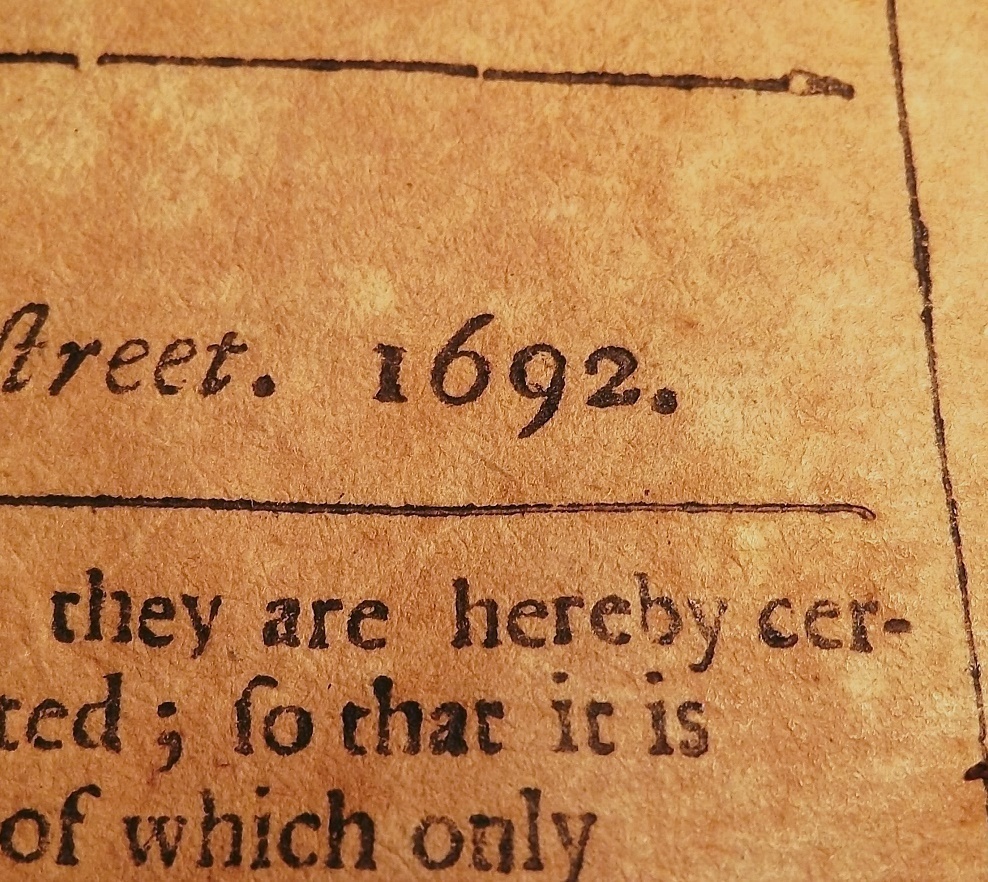 ſtreet. 1692.
they are hereby cer-
ted; ſo that it is
of which only